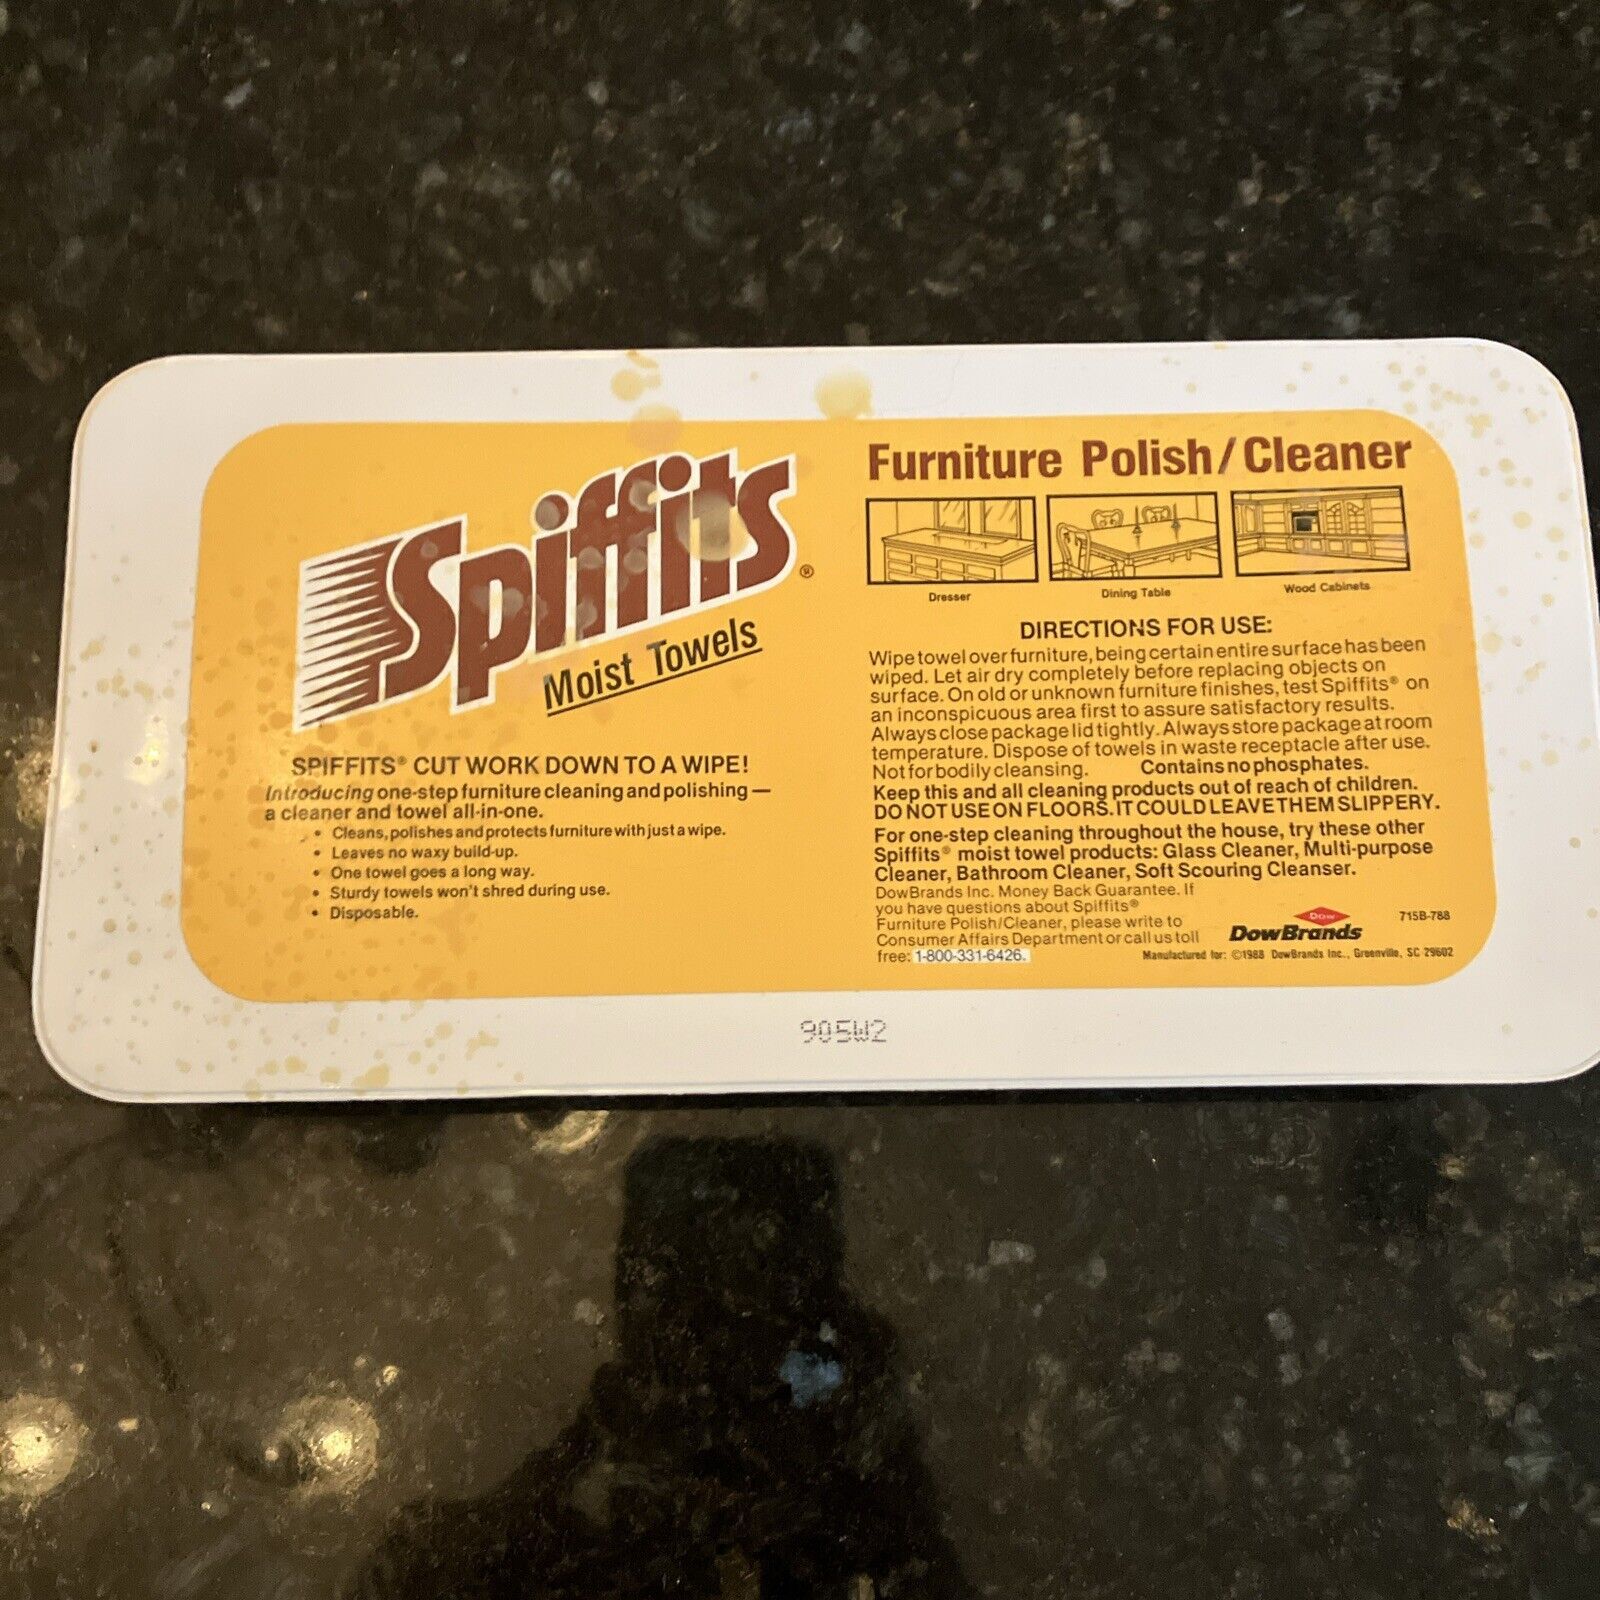 Spiffits®
Moist Towels
SPIFFITS® CUT WORK DOWN TO A WIPE!
Introducing one-step furniture cleaning and polishing —
a cleaner and towel all-in-one.
• Cleans, polishes and protects furniture with just a wipe.
• Leaves no waxy build-up.
• One towel goes a long way.
• Sturdy towels won't shred during use.
• Disposable.
Furniture Polish/Cleaner
Dresser
Dining Table
Wood Cabinets
DIRECTIONS FOR USE:
Wipe towel over furniture, being certain entire surface has been
wiped. Let air dry completely before replacing objects on
surface. On old or unknown furniture finishes, test Spiffits® on
an inconspicuous area first to assure satisfactory results.
Always close package lid tightly. Always store package at room
temperature. Dispose of towels in waste receptacle after use.
Not for bodily cleansing. Contains no phosphates.
Keep this and all cleaning products out of reach of children.
DO NOT USE ON FLOORS. IT COULD LEAVE THEM SLIPPERY.
For one-step cleaning throughout the house, try these other
Spiffits® moist towel products: Glass Cleaner, Multi-purpose
Cleaner, Bathroom Cleaner, Soft Scouring Cleanser.
DowBrands Inc. Money Back Guarantee. If
you have questions about Spiffits®
Furniture Polish/Cleaner, please write to
Consumer Affairs Department or call us toll
free: 1-800-331-6426.
Dow
DowBrands
715B-788
Manufactured for: ©1988 DowBrands Inc., Greenville, SC 29602
905W2